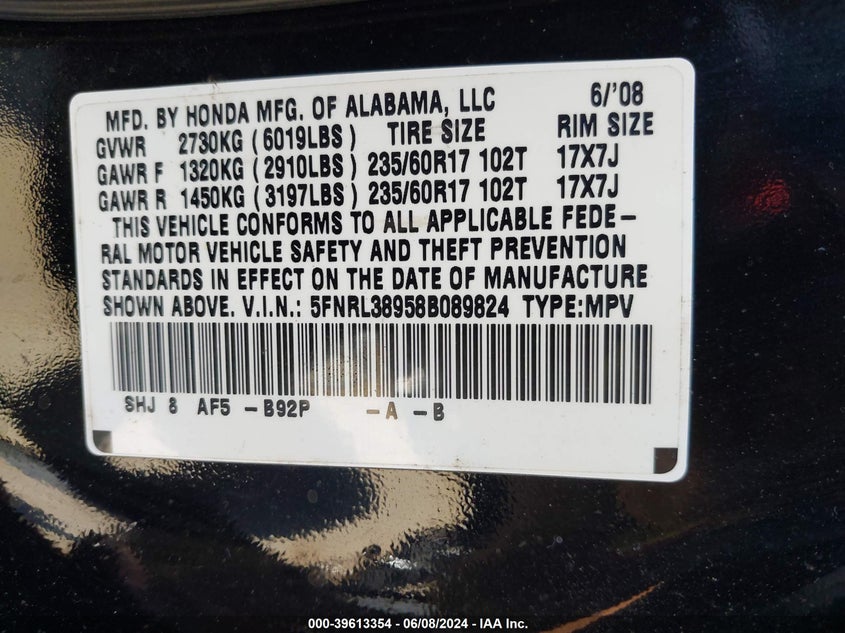 MFD. BY HONDA MFG. OF ALABAMA, LLC 6/'08
GVWR 2730KG (6019LBS) TIRE SIZE RIM SIZE
GAWR F 1320KG (2910LBS) 235/60R17 102T 17X7J
GAWR R 1450KG (3197LBS) 235/60R17 102T 17X7J
THIS VEHICLE CONFORMS TO ALL APPLICABLE FEDE-
RAL MOTOR VEHICLE SAFETY AND THEFT PREVENTION
STANDARDS IN EFFECT ON THE DATE OF MANUFACTURE
SHOWN ABOVE. V.I.N.: 5FNRL38958B089824 TYPE:MPV
SHJ 8 AF5 -B92P -A -B
000-39613354 - 06/08/2024 - IAA Inc.